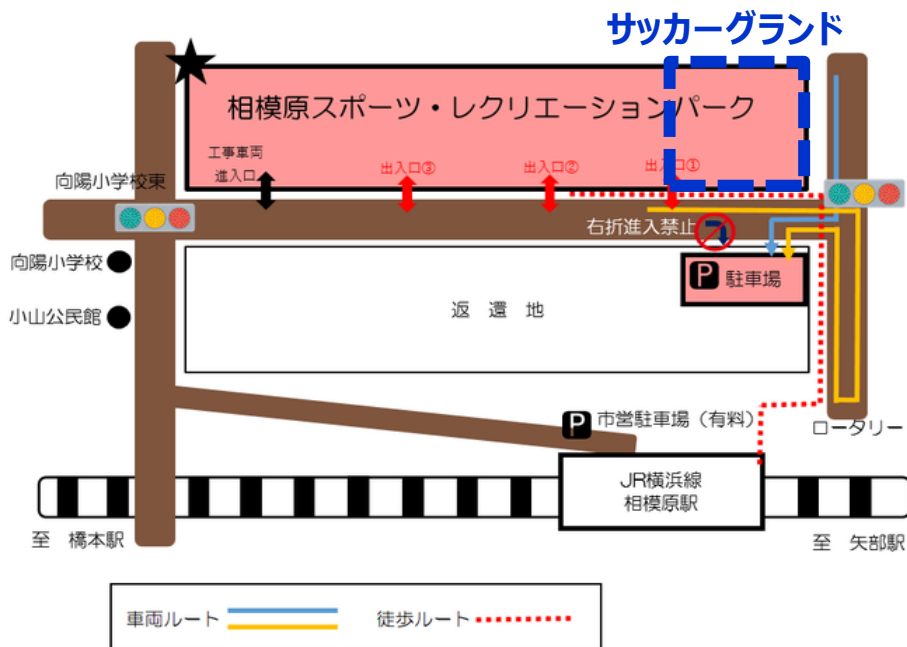 サッカーグランド
相模原スポーツ・レクリエーションパーク
工事車両
進入口
出入口③
出入口②
出入口①
向陽小学校東
右折進入禁止
向陽小学校
P 駐車場
小山公民館
返 還 地
P 市営駐車場（有料）
ロータリー
JR横浜線
相模原駅
至 橋本駅
至 矢部駅
車両ルート
徒歩ルート